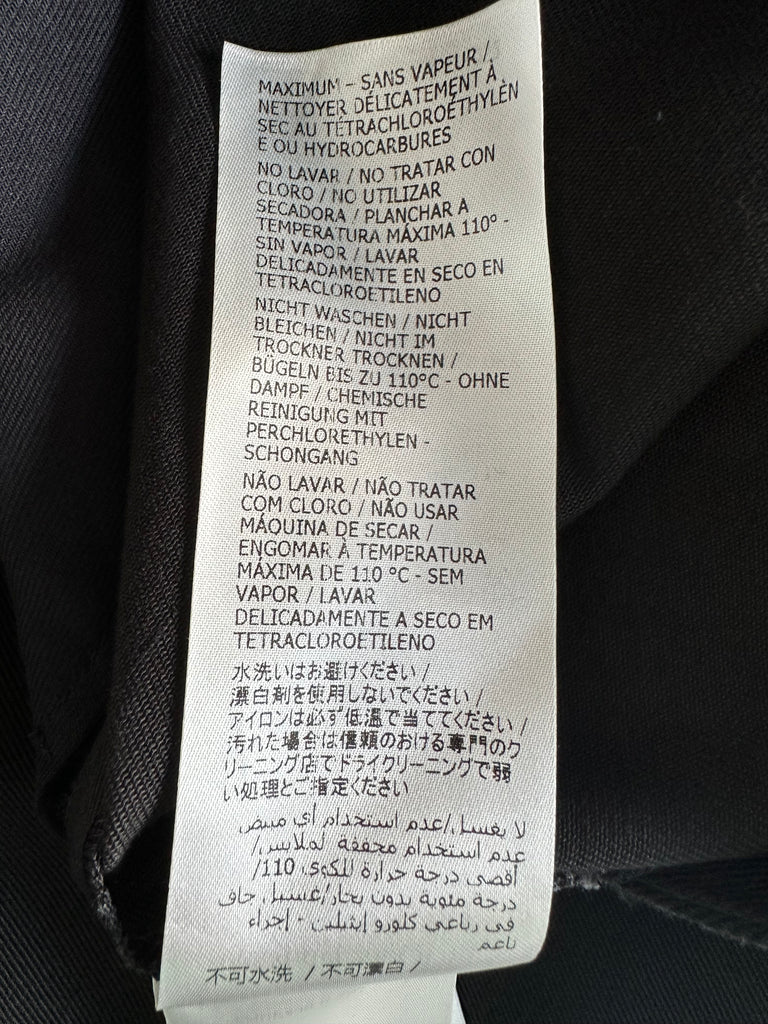 MAXIMUM - SANS VAPEUR /
NETTOYER DÉLICATEMENT À
SEC AU TÉTRACHLOROÉTHYLÈN
E OU HYDROCARBURES
NO LAVAR / NO TRATAR CON
CLORO / NO UTILIZAR
SECADORA / PLANCHAR A
TEMPERATURA MÁXIMA 110º -
SIN VAPOR / LAVAR
DELICADAMENTE EN SECO EN
TETRACLOROETILENO
NICHT WASCHEN / NICHT
BLEICHEN / NICHT IM
TROCKNER TROCKNEN /
BÜGELN BIS ZU 110°C - OHNE
DAMPF / CHEMISCHE
REINIGUNG MIT
PERCHLORETHYLEN -
SCHONGANG
NÃO LAVAR / NÃO TRATAR
COM CLORO / NÃO USAR
MÁQUINA DE SECAR /
ENGOMAR À TEMPERATURA
MÁXIMA DE 110 °C - SEM
VAPOR / LAVAR
DELICADAMENTE A SECO EM
TETRACLOROETILENO
水洗いはお避けください /
漂白剤を使用しないでください /
アイロンは必ず低温で当ててください /
汚れた場合は信頼のおける専門のク
リーニング店でドライクリーニングで弱
い処理とご指定ください
لا يغسل/عدم استخدام أي مبيض
عدم استخدام مجففة لملابس/
أقصى درجة حرارة للكوي 110/
درجة مئوية بدون بخار/غسيل جاف
في رباعي كلورو إيثيلين - إجراء
ناعم
不可水洗 / 不可漂白 /